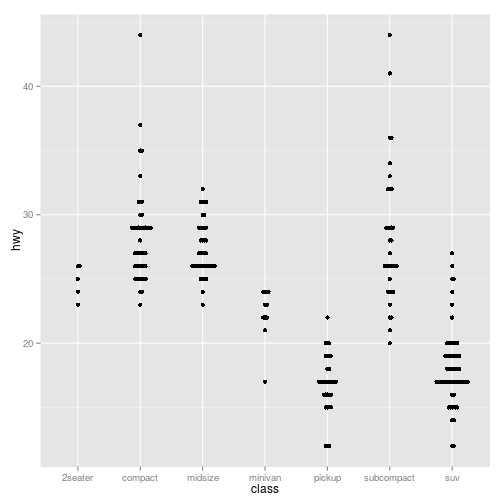 40
30
20
hwy
2seater compact midsize minivan pickup subcompact suv
class